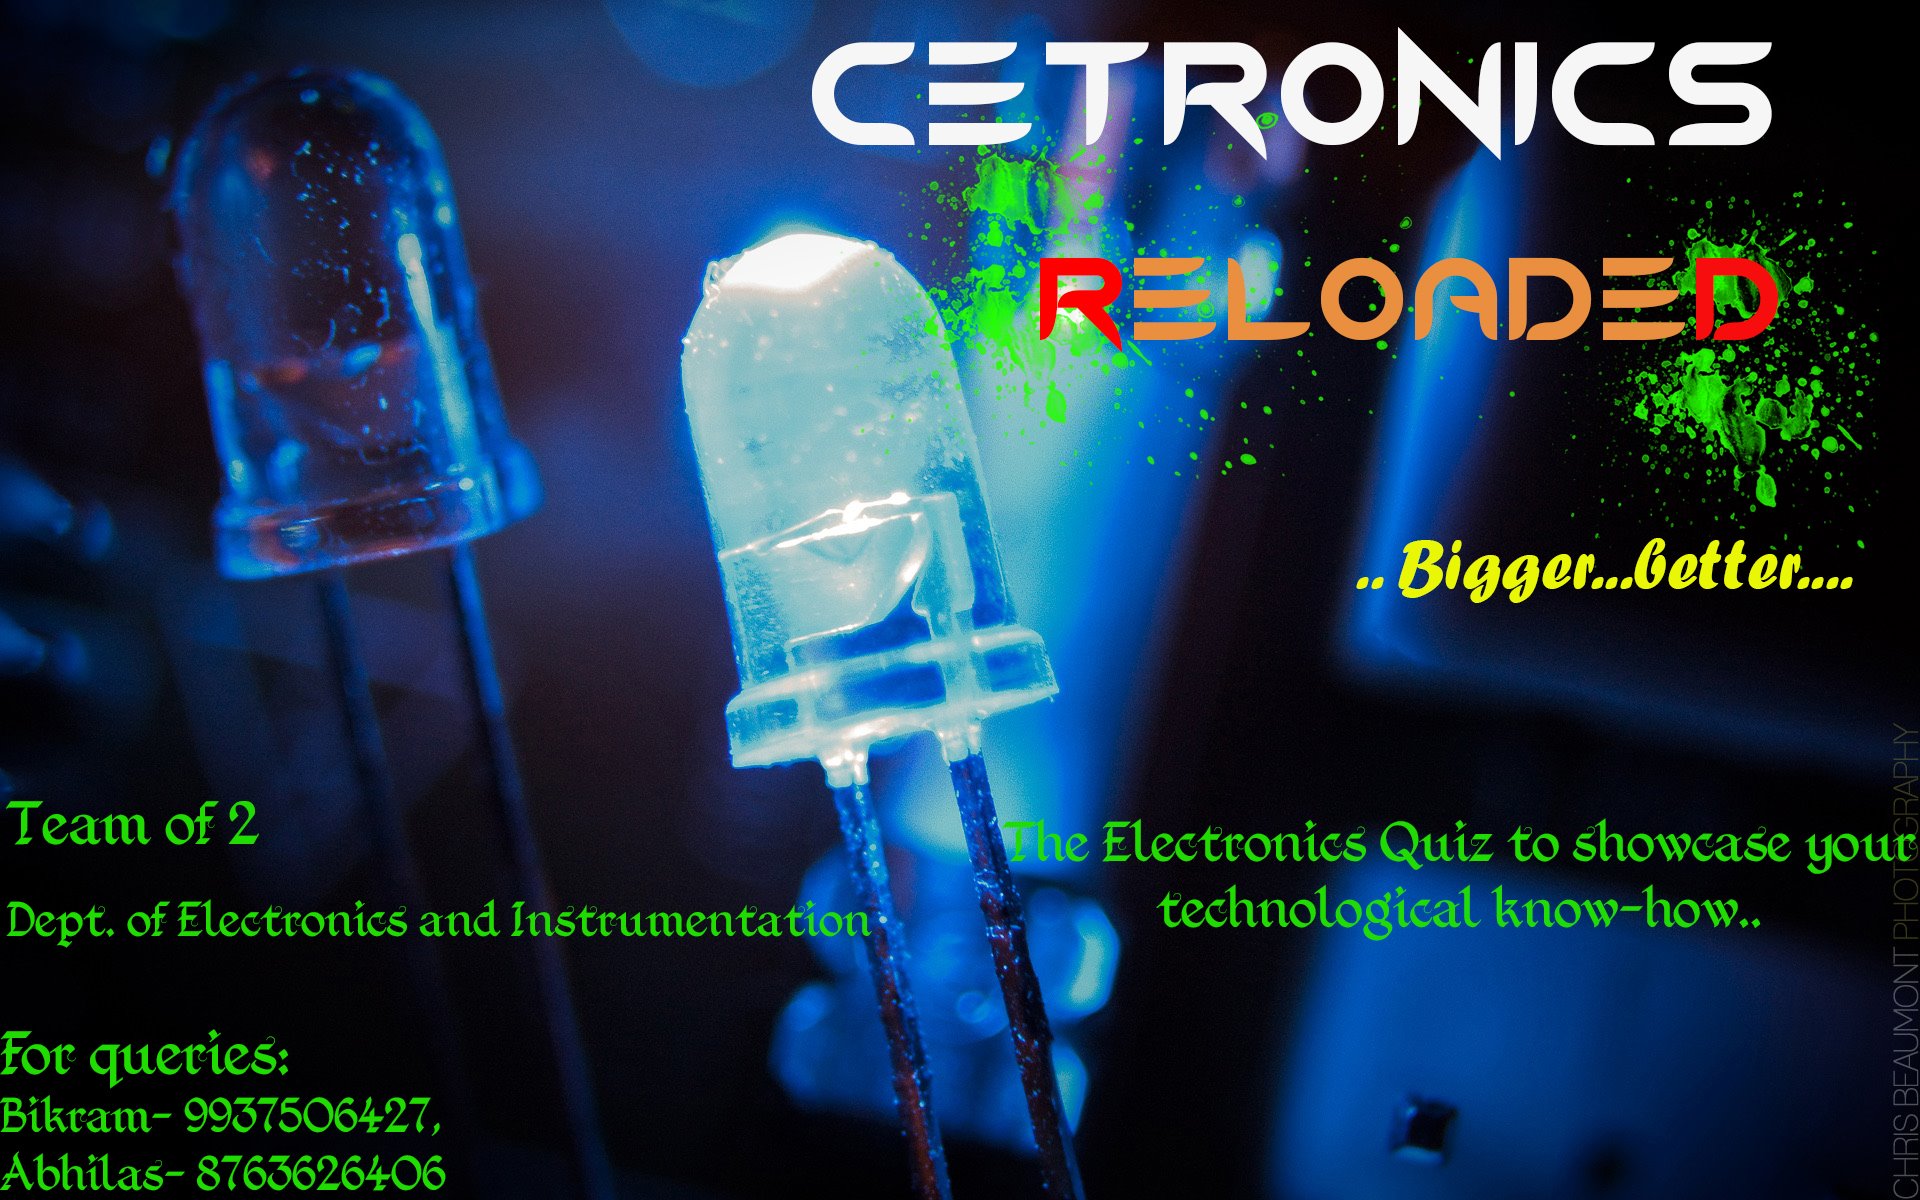 CETRONICS
RELOADED
.. Bigger...better....
Team of 2
The Electronics Quiz to showcase your
technological know-how..
Dept. of Electronics and Instrumentation
For queries:
Bikram- 9937506427,
Abhilas- 8763626406
CHRIS BEAUMONT PHOTOGRAPHY